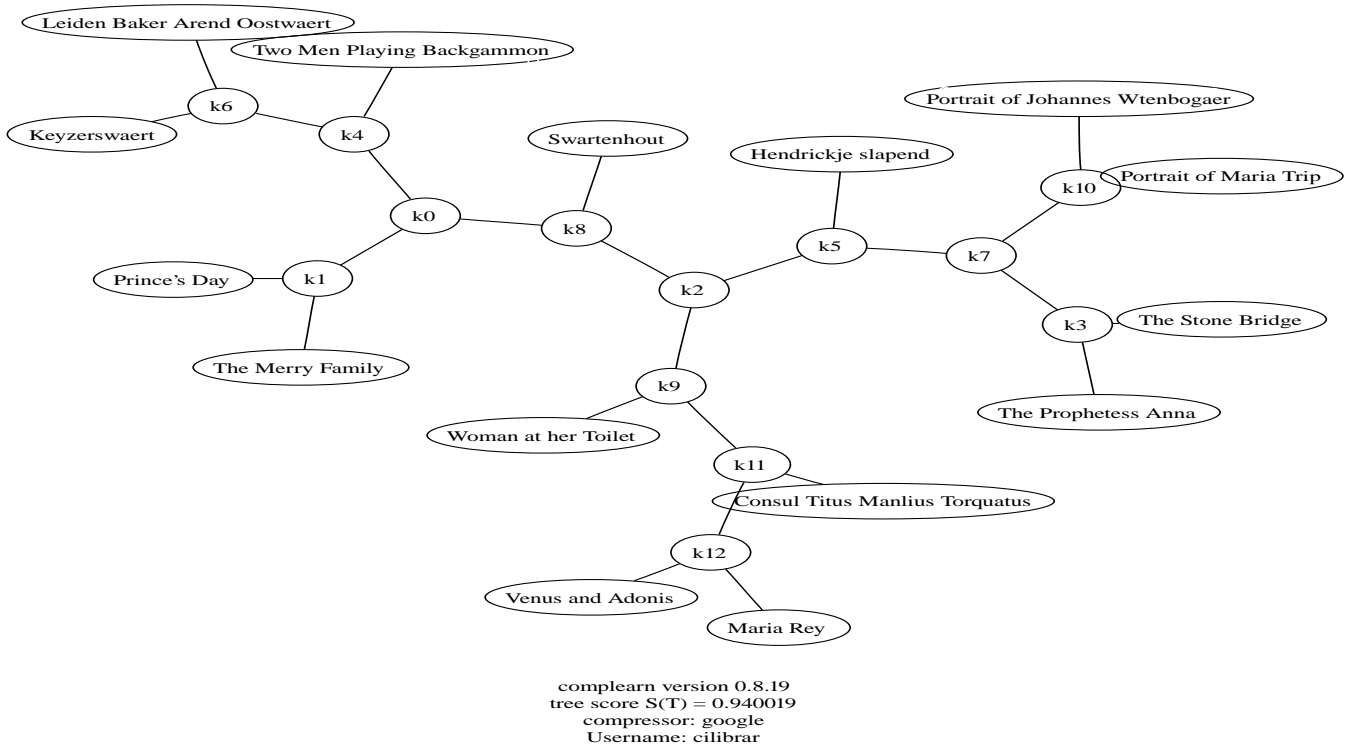 Leiden Baker Arend Oostwaert
Two Men Playing Backgammon
k6
Portrait of Johannes Wtenbogaer
Keyzerswaert
k4
Swartenhout
Hendrickje slapend
k10
Portrait of Maria Trip
k0
k8
k5
k7
Prince's Day
k1
k2
k3
The Stone Bridge
The Merry Family
k9
The Prophetess Anna
Woman at her Toilet
k11
Consul Titus Manlius Torquatus
k12
Venus and Adonis
Maria Rey
complearn version 0.8.19
tree score S(T) = 0.940019
compressor: google
Username: cilibrar